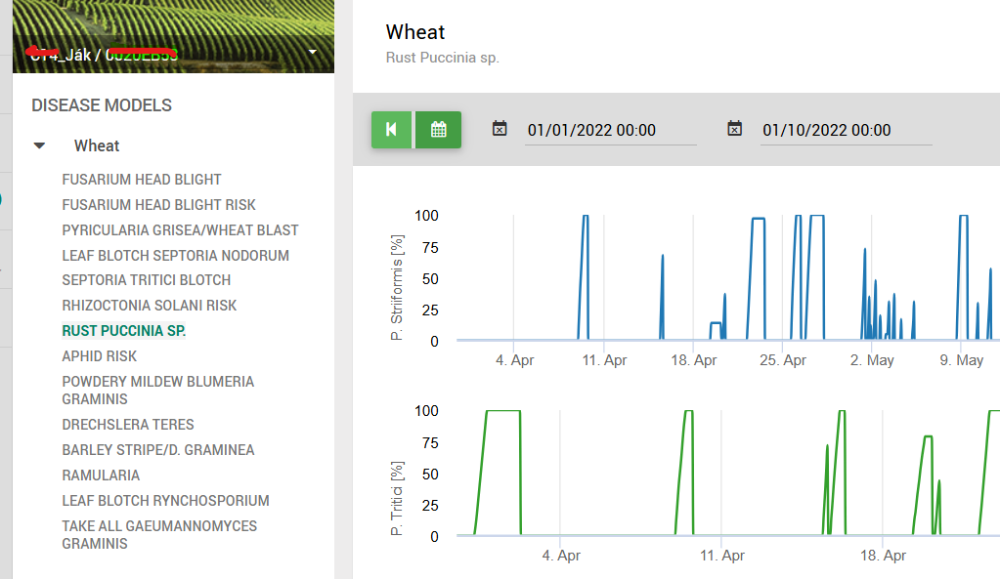 _Ják /
DISEASE MODELS
Wheat
FUSARIUM HEAD BLIGHT
FUSARIUM HEAD BLIGHT RISK
PYRICULARIA GRISEA/WHEAT BLAST
LEAF BLOTCH SEPTORIA NODORUM
SEPTORIA TRITICI BLOTCH
RHIZOCTONIA SOLANI RISK
RUST PUCCINIA SP.
APHID RISK
POWDERY MILDEW BLUMERIA
GRAMINIS
DRECHSLERA TERES
BARLEY STRIPE/D. GRAMINEA
RAMULARIA
LEAF BLOTCH RYNCHOSPORIUM
TAKE ALL GAEUMANNOMYCES
GRAMINIS
Wheat
Rust Puccinia sp.
01/01/2022 00:00 01/10/2022 00:00
P. Striiformis [%]
100
75
50
25
0
4. Apr 11. Apr 18. Apr 25. Apr 2. May 9. May
P. Tritici [%]
100
75
50
25
0
4. Apr 11. Apr 18. Apr